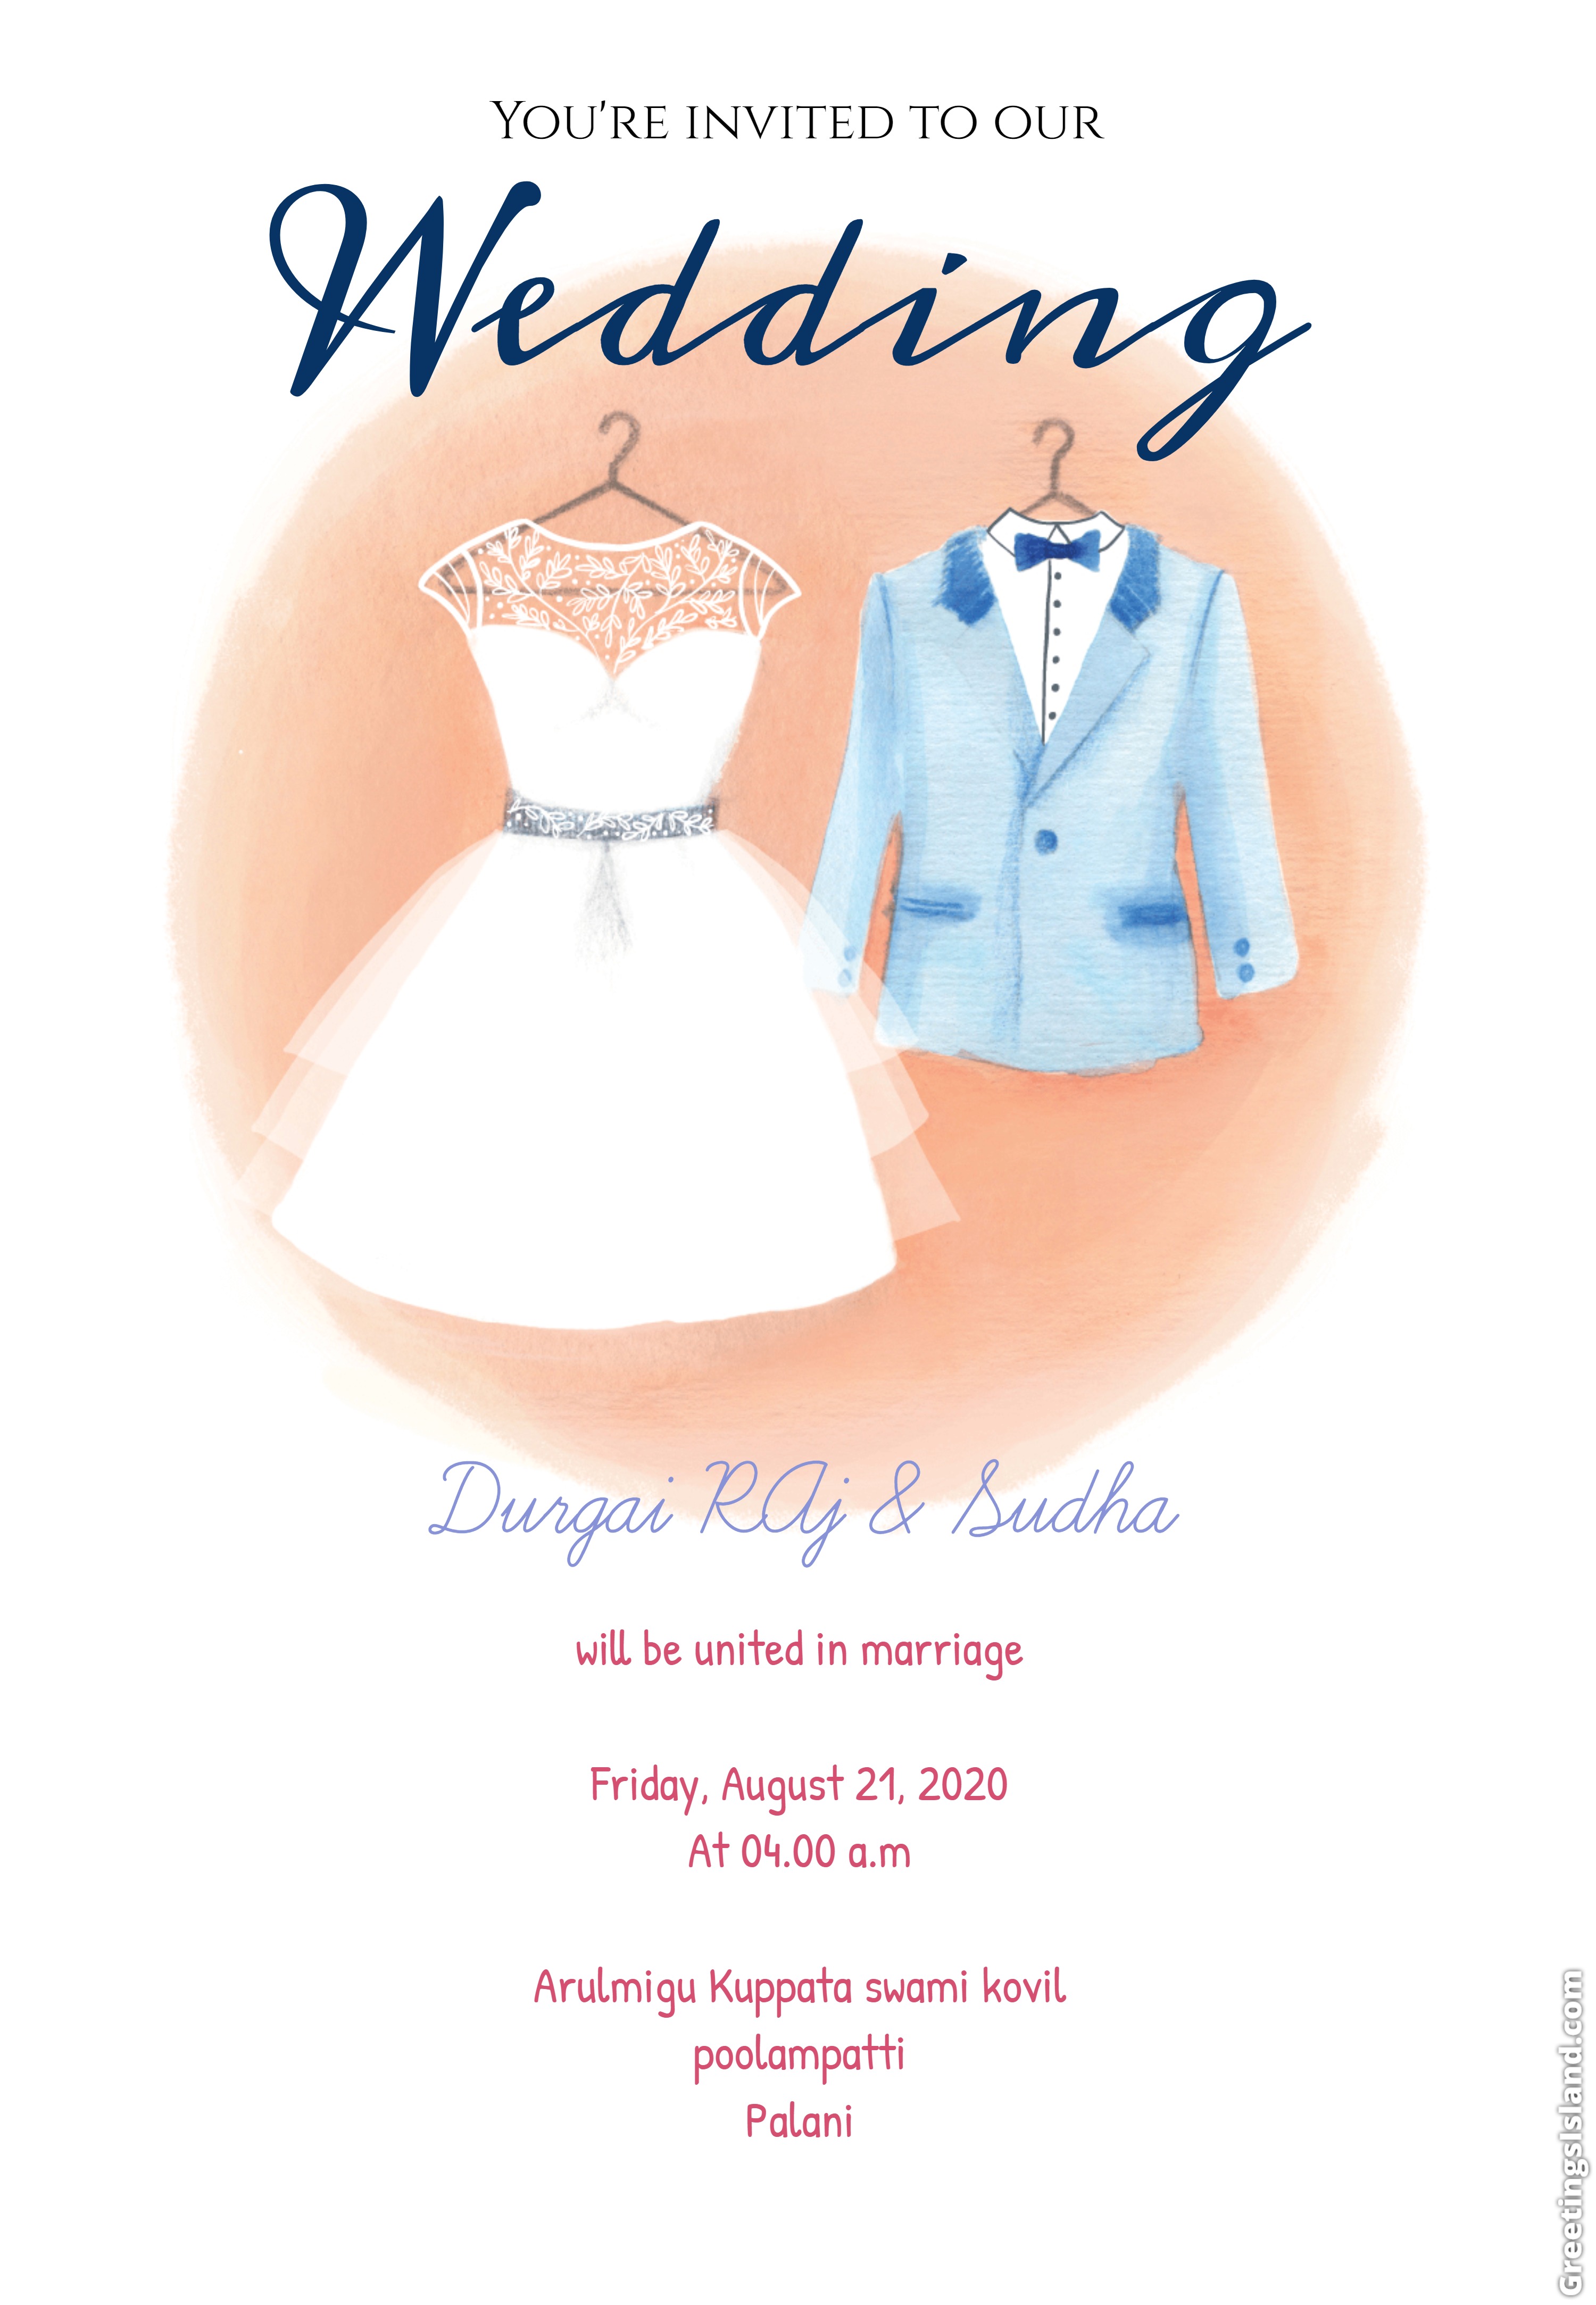 You're invited to our
Wedding
Durgai RAj & Sudha
will be united in marriage
Friday, August 21, 2020
At 04.00 a.m
Arulmigu Kuppata swami kovil
poolampatti
Palani
GreetingsIsland.com